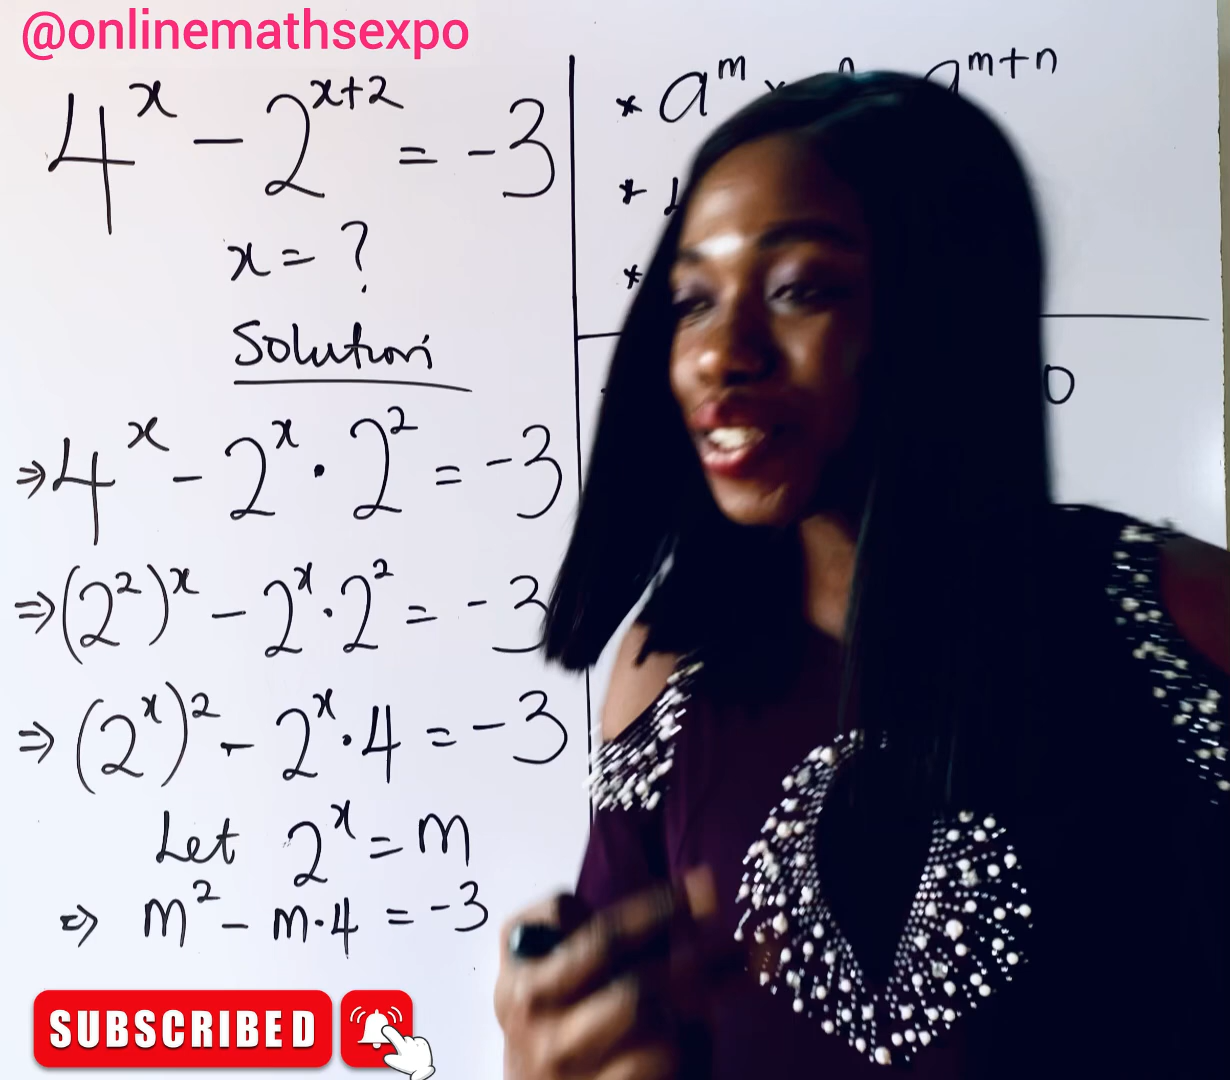 @onlinemathsexpo
4^x - 2^{x+2} = -3
x = ?
Solution
⇒ 4^x - 2^x · 2^2 = -3
⇒ (2^2)^x - 2^x · 2^2 = -3
⇒ (2^x)^2 - 2^x · 4 = -3
Let 2^x = m
⇒ m^2 - m · 4 = -3
* a^m a^{m+n}
*
*
0
SUBSCRIBED